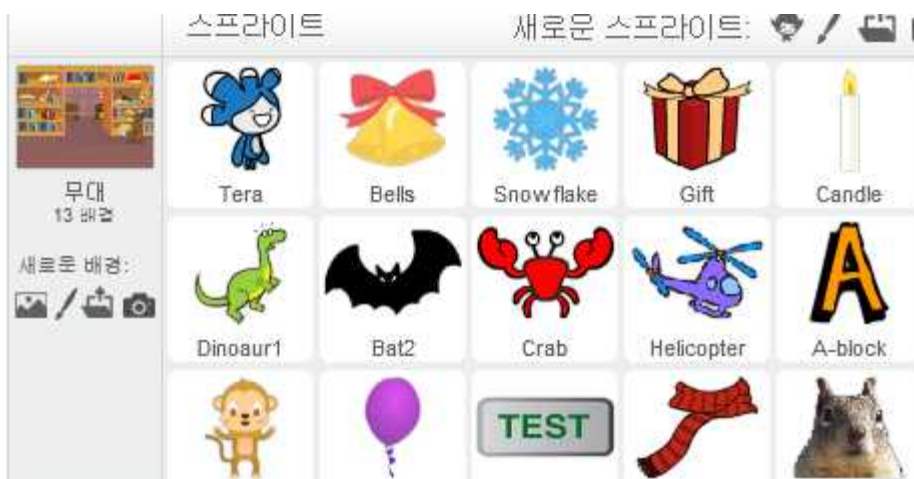 스프라이트
새로운 스프라이트:
무대
13 배경
새로운 배경:
Tera
Bells
Snowflake
Gift
Candle
Dinoaur1
Bat2
Crab
Helicopter
A
A-block
TEST